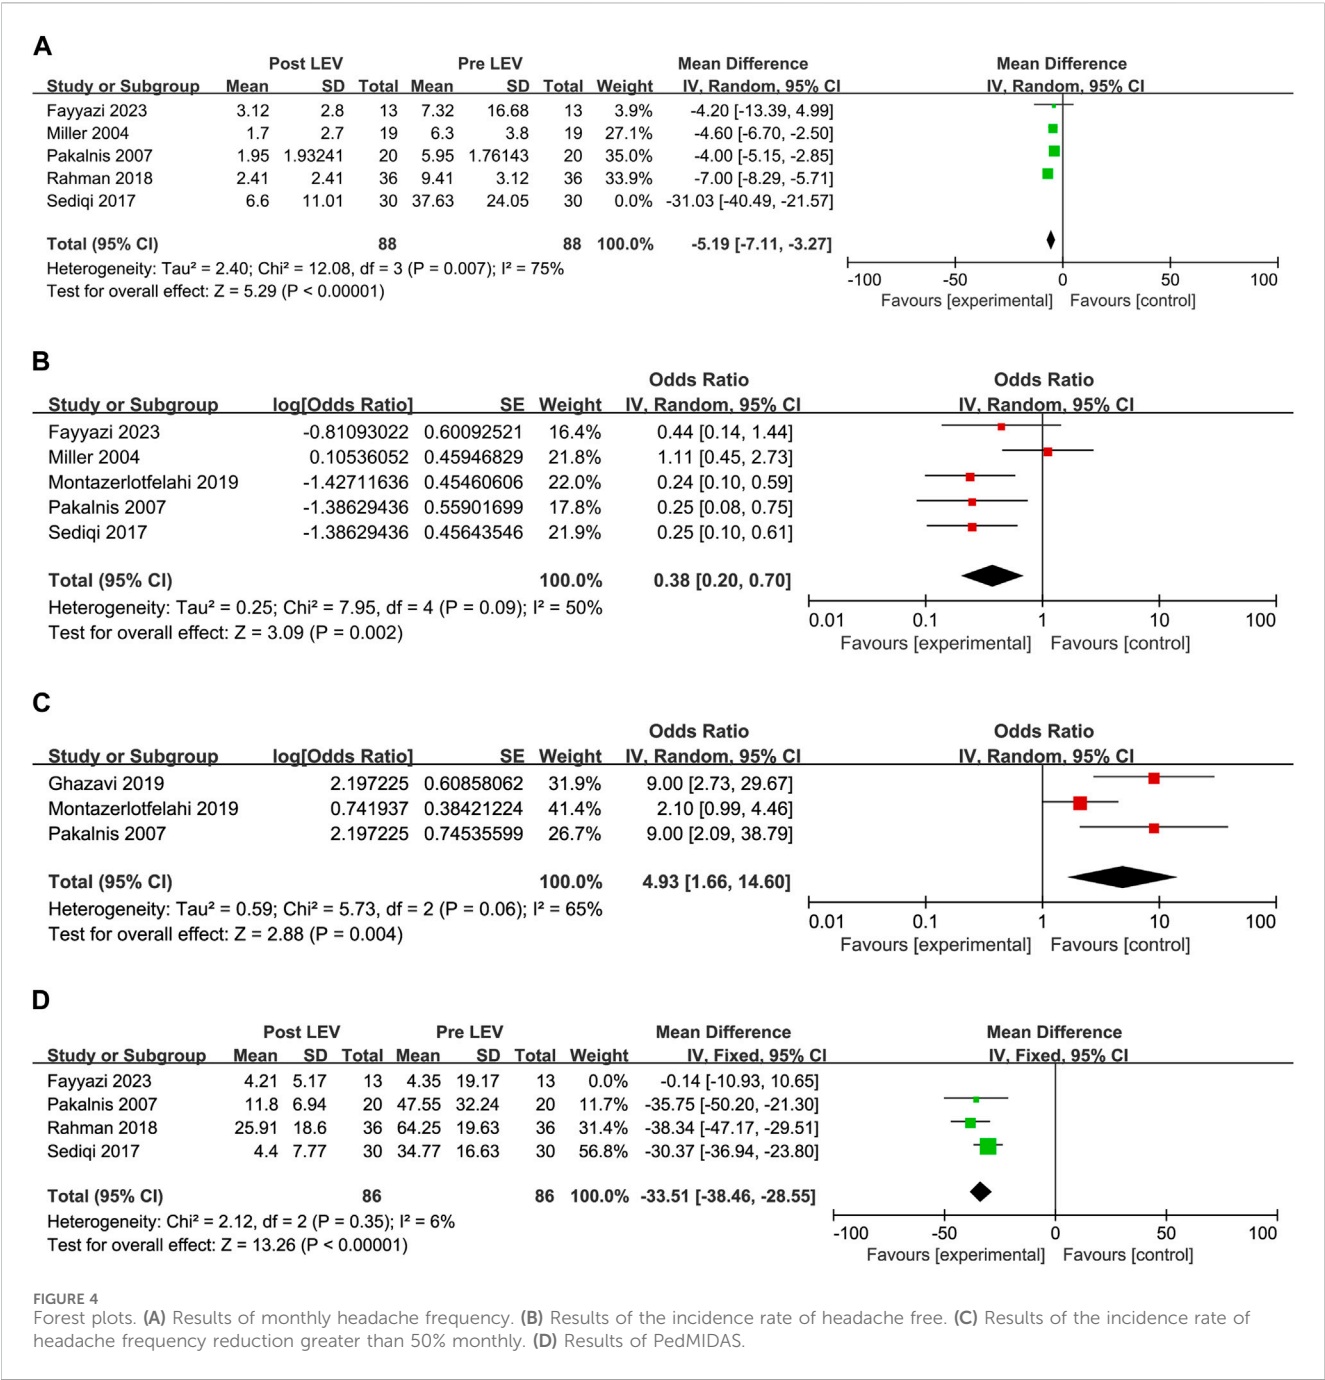 A
Post LEV Pre LEV Mean Difference Mean Difference
Study or Subgroup Mean SD Total Mean SD Total Weight IV, Random, 95% CI IV, Random, 95% CI
Fayyazi 2023 3.12 2.8 13 7.32 16.68 13 3.9% -4.20 [-13.39, 4.99]
Miller 2004 1.7 2.7 19 6.3 3.8 19 27.1% -4.60 [-6.70, -2.50]
Pakalnis 2007 1.95 1.93241 20 5.95 1.76143 20 35.0% -4.00 [-5.15, -2.85]
Rahman 2018 2.41 2.41 36 9.41 3.12 36 33.9% -7.00 [-8.29, -5.71]
Sediqi 2017 6.6 11.01 30 37.63 24.05 30 0.0% -31.03 [-40.49, -21.57]
Total (95% CI) 88 88 100.0% -5.19 [-7.11, -3.27]
Heterogeneity: Tau² = 2.40; Chi² = 12.08, df = 3 (P = 0.007); I² = 75%
Test for overall effect: Z = 5.29 (P < 0.00001)
-100 -50 0 50 100
Favours [experimental] Favours [control]
B
Odds Ratio Odds Ratio
Study or Subgroup log[Odds Ratio] SE Weight IV, Random, 95% CI IV, Random, 95% CI
Fayyazi 2023 -0.81093022 0.60092521 16.4% 0.44 [0.14, 1.44]
Miller 2004 0.10536052 0.45946829 21.8% 1.11 [0.45, 2.73]
Montazerlotfelahi 2019 -1.42711636 0.45460606 22.0% 0.24 [0.10, 0.59]
Pakalnis 2007 -1.38629436 0.55901699 17.8% 0.25 [0.08, 0.75]
Sediqi 2017 -1.38629436 0.45643546 21.9% 0.25 [0.10, 0.61]
Total (95% CI) 100.0% 0.38 [0.20, 0.70]
Heterogeneity: Tau² = 0.25; Chi² = 7.95, df = 4 (P = 0.09); I² = 50%
Test for overall effect: Z = 3.09 (P = 0.002)
0.01 0.1 1 10 100
Favours [experimental] Favours [control]
C
Odds Ratio Odds Ratio
Study or Subgroup log[Odds Ratio] SE Weight IV, Random, 95% CI IV, Random, 95% CI
Ghazavi 2019 2.197225 0.60858062 31.9% 9.00 [2.73, 29.67]
Montazerlotfelahi 2019 0.741937 0.38421224 41.4% 2.10 [0.99, 4.46]
Pakalnis 2007 2.197225 0.74535599 26.7% 9.00 [2.09, 38.79]
Total (95% CI) 100.0% 4.93 [1.66, 14.60]
Heterogeneity: Tau² = 0.59; Chi² = 5.73, df = 2 (P = 0.06); I² = 65%
Test for overall effect: Z = 2.88 (P = 0.004)
0.01 0.1 1 10 100
Favours [experimental] Favours [control]
D
Post LEV Pre LEV Mean Difference Mean Difference
Study or Subgroup Mean SD Total Mean SD Total Weight IV, Fixed, 95% CI IV, Fixed, 95% CI
Fayyazi 2023 4.21 5.17 13 4.35 19.17 13 0.0% -0.14 [-10.93, 10.65]
Pakalnis 2007 11.8 6.94 20 47.55 32.24 20 11.7% -35.75 [-50.20, -21.30]
Rahman 2018 25.91 18.6 36 64.25 19.63 36 31.4% -38.34 [-47.17, -29.51]
Sediqi 2017 4.4 7.77 30 34.77 16.63 30 56.8% -30.37 [-36.94, -23.80]
Total (95% CI) 86 86 100.0% -33.51 [-38.46, -28.55]
Heterogeneity: Chi² = 2.12, df = 2 (P = 0.35); I² = 6%
Test for overall effect: Z = 13.26 (P < 0.00001)
-100 -50 0 50 100
Favours [experimental] Favours [control]
FIGURE 4
Forest plots. (A) Results of monthly headache frequency. (B) Results of the incidence rate of headache free. (C) Results of the incidence rate of
headache frequency reduction greater than 50% monthly. (D) Results of PedMIDAS.